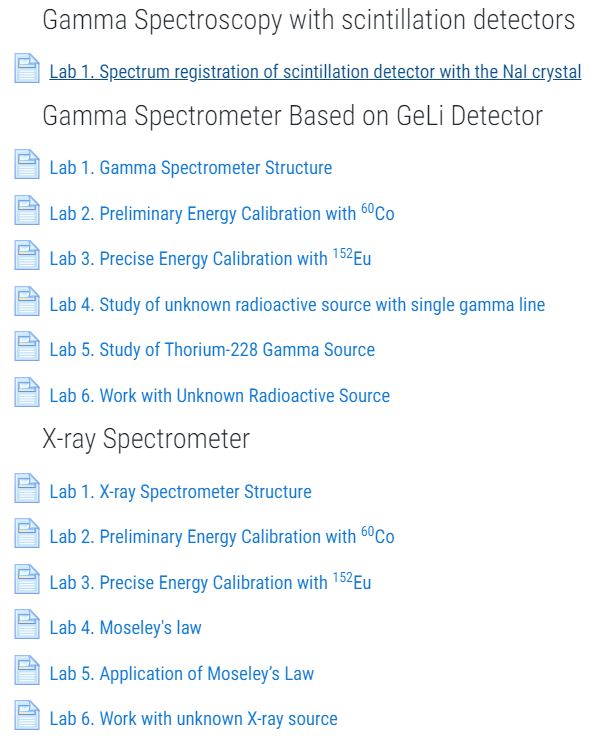 Gamma Spectroscopy with scintillation detectors
Lab 1. Spectrum registration of scintillation detector with the NaI crystal
Gamma Spectrometer Based on GeLi Detector
Lab 1. Gamma Spectrometer Structure
Lab 2. Preliminary Energy Calibration with ⁶⁰Co
Lab 3. Precise Energy Calibration with ¹⁵²Eu
Lab 4. Study of unknown radioactive source with single gamma line
Lab 5. Study of Thorium-228 Gamma Source
Lab 6. Work with Unknown Radioactive Source
X-ray Spectrometer
Lab 1. X-ray Spectrometer Structure
Lab 2. Preliminary Energy Calibration with ⁶⁰Co
Lab 3. Precise Energy Calibration with ¹⁵²Eu
Lab 4. Moseley's law
Lab 5. Application of Moseley’s Law
Lab 6. Work with unknown X-ray source